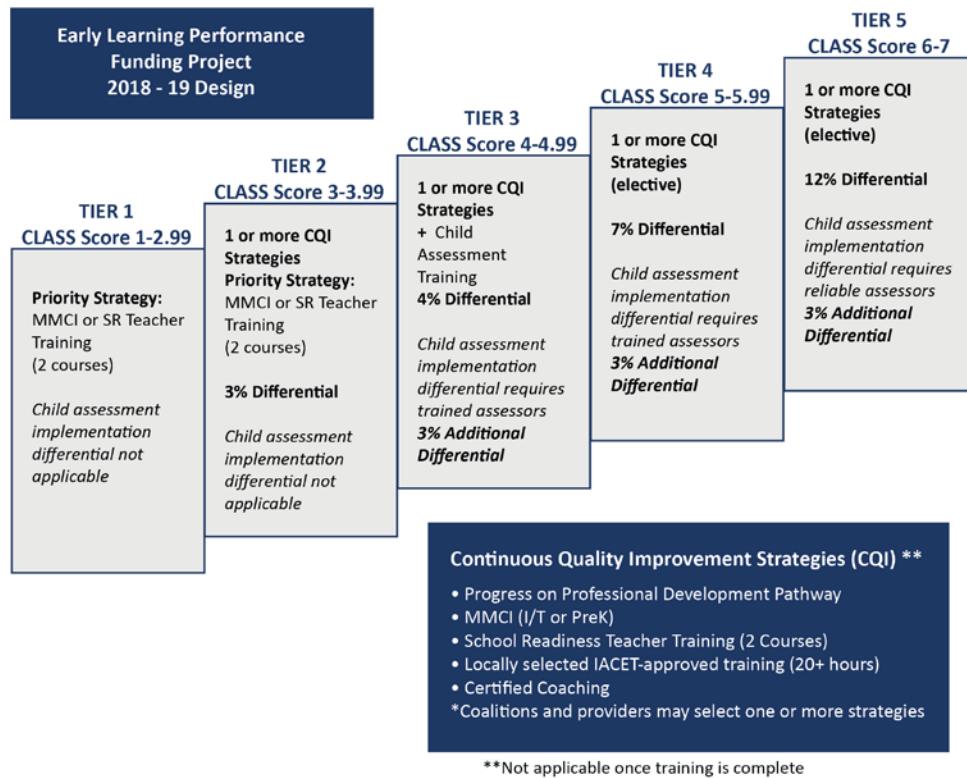 Early Learning Performance
Funding Project
2018 - 19 Design
TIER 1
CLASS Score 1-2.99
Priority Strategy:
MMCI or SR Teacher
Training
(2 courses)
Child assessment
implementation
differential not
applicable
TIER 2
CLASS Score 3-3.99
1 or more CQI
Strategies
Priority Strategy:
MMCI or SR Teacher
Training
(2 courses)
3% Differential
Child assessment
implementation
differential not
applicable
TIER 3
CLASS Score 4-4.99
1 or more CQI
Strategies
+ Child
Assessment
Training
4% Differential
Child assessment
implementation
differential requires
trained assessors
3% Additional
Differential
TIER 4
CLASS Score 5-5.99
1 or more CQI
Strategies
(elective)
7% Differential
Child assessment
implementation
differential requires
trained assessors
3% Additional
Differential
TIER 5
CLASS Score 6-7
1 or more CQI
Strategies
(elective)
12% Differential
Child assessment
implementation
differential requires
reliable assessors
3% Additional
Differential
Continuous Quality Improvement Strategies (CQI) **
• Progress on Professional Development Pathway
• MMCI (I/T or PreK)
• School Readiness Teacher Training (2 Courses)
• Locally selected IACET-approved training (20+ hours)
• Certified Coaching
*Coalitions and providers may select one or more strategies
**Not applicable once training is complete